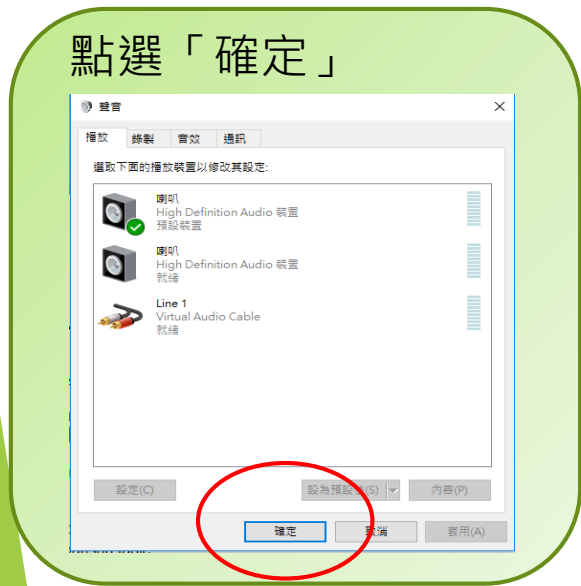 點選「確定」
聲音
播放 錄製 音效 通訊
選取下面的播放裝置以修改其設定:
喇叭
High Definition Audio 裝置
預設裝置
喇叭
High Definition Audio 裝置
就緒
Line 1
Virtual Audio Cable
就緒
設定(C) 設為預設值(S) 內容(P)
確定 取消 套用(A)